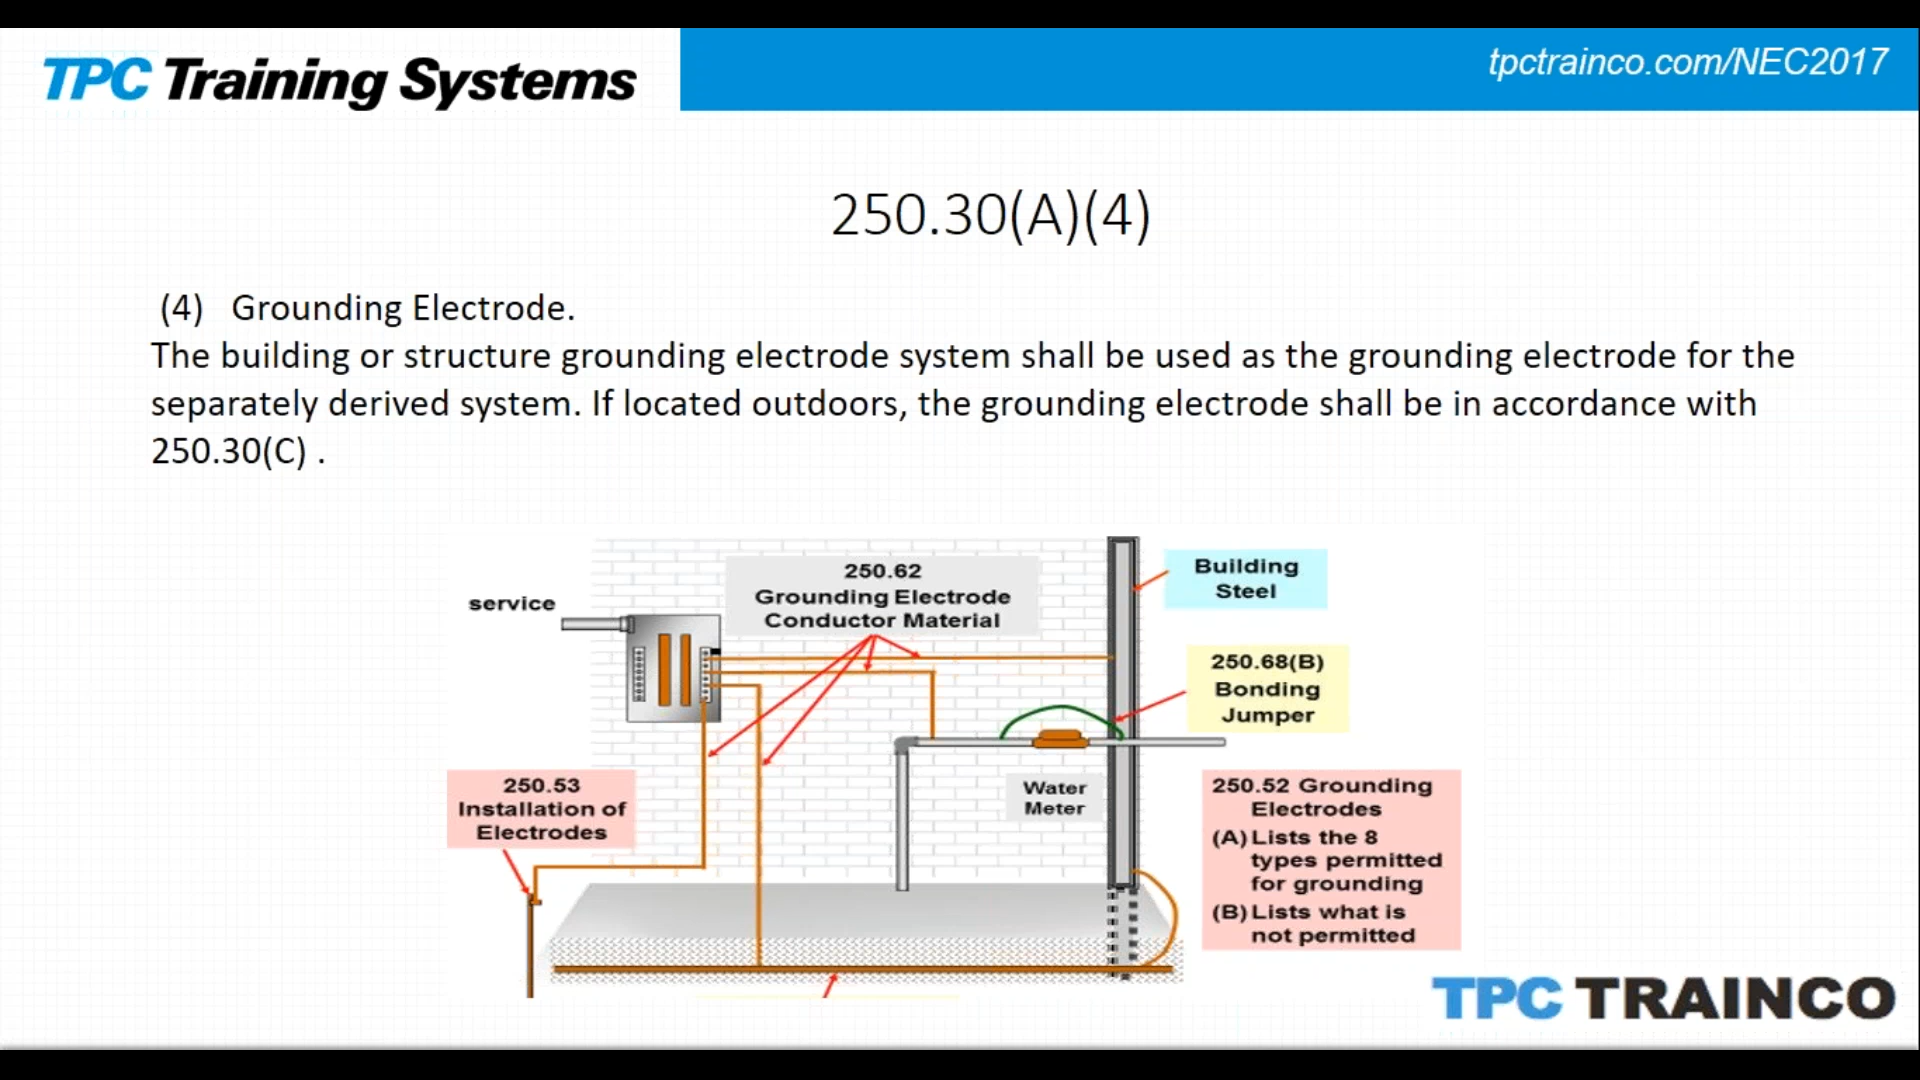 TPC Training Systems
tpctrainco.com/NEC2017
250.30(A)(4)
(4) Grounding Electrode.
The building or structure grounding electrode system shall be used as the grounding electrode for the
separately derived system. If located outdoors, the grounding electrode shall be in accordance with
250.30(C) .
service
250.62
Grounding Electrode
Conductor Material
Building
Steel
250.68(B)
Bonding
Jumper
250.53
Installation of
Electrodes
Water
Meter
250.52 Grounding
Electrodes
(A) Lists the 8
types permitted
for grounding
(B) Lists what is
not permitted
TPC TRAINCO